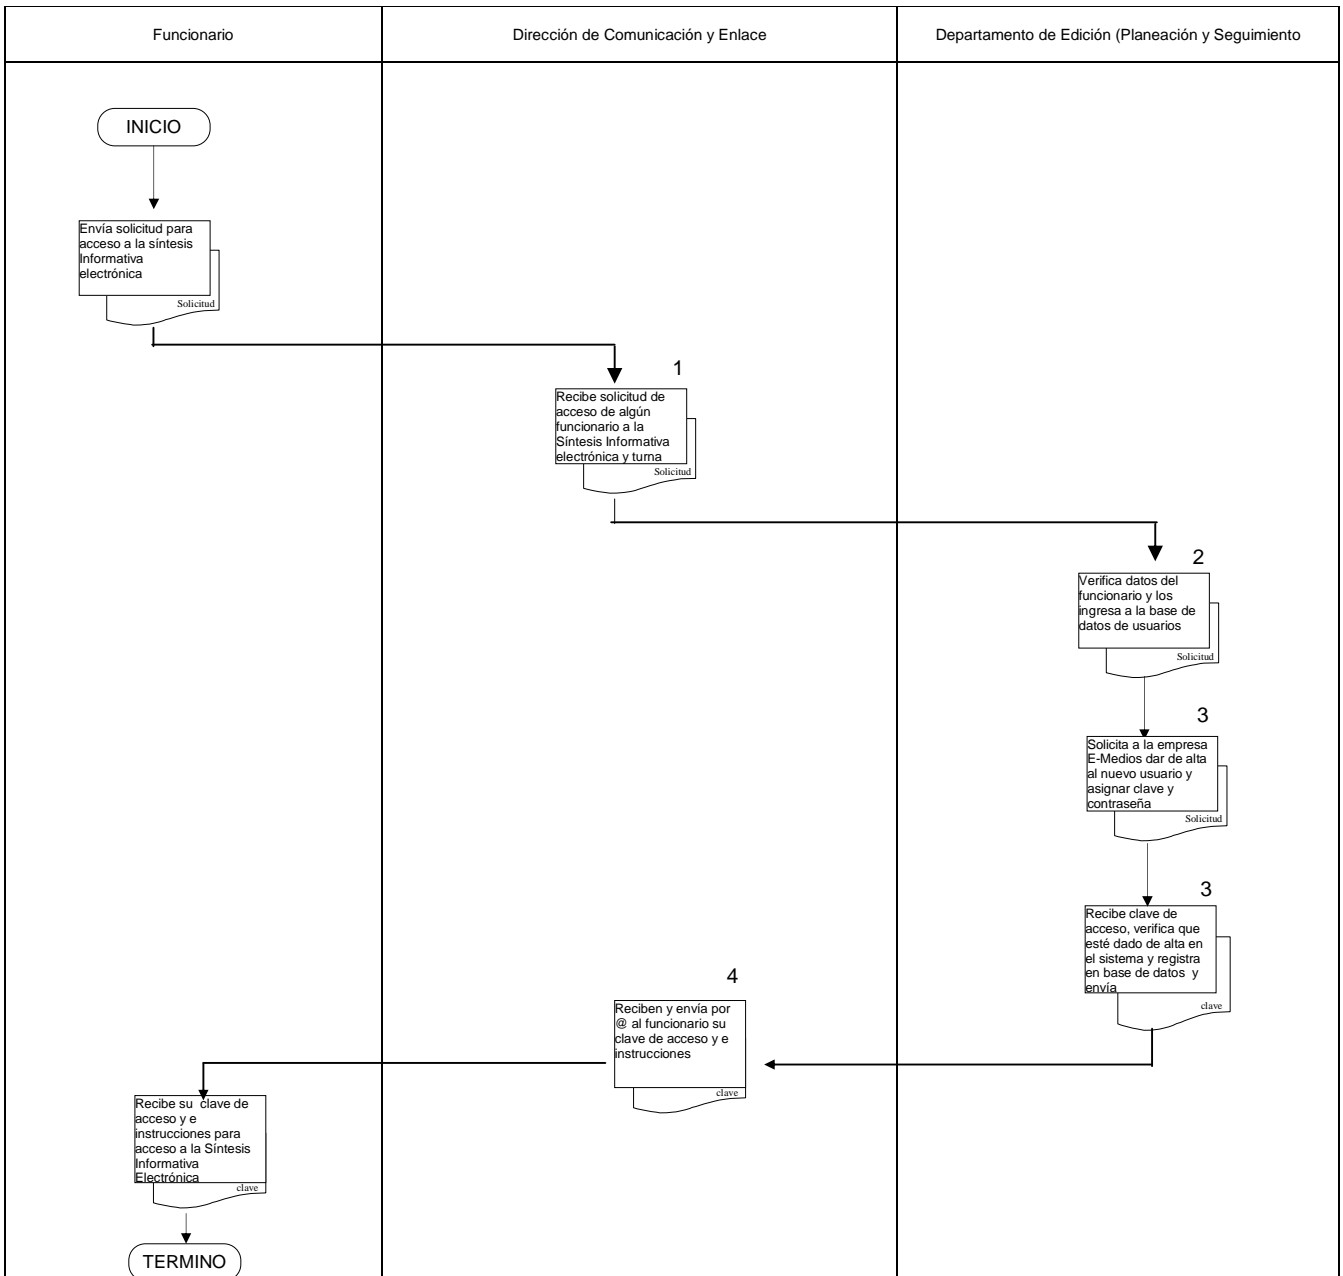 Funcionario
Dirección de Comunicación y Enlace
Departamento de Edición (Planeación y Seguimiento
INICIO
Envía solicitud para
acceso a la síntesis
Informativa
electrónica
Solicitud
1
Recibe solicitud de
acceso de algún
funcionario a la
Síntesis Informativa
electrónica y turna
Solicitud
2
Verifica datos del
funcionario y los
ingresa a la base de
datos de usuarios
Solicitud
3
Solicita a la empresa
E-Medios dar de alta
al nuevo usuario y
asignar clave y
contraseña
Solicitud
3
Recibe clave de
acceso, verifica que
esté dado de alta en
el sistema y registra
en base de datos y
envía
clave
4
Reciben y envía por
@ al funcionario su
clave de acceso y e
instrucciones
clave
Recibe su clave de
acceso y e
instrucciones para
acceso a la Síntesis
Informativa
Electrónica
clave
TERMINO